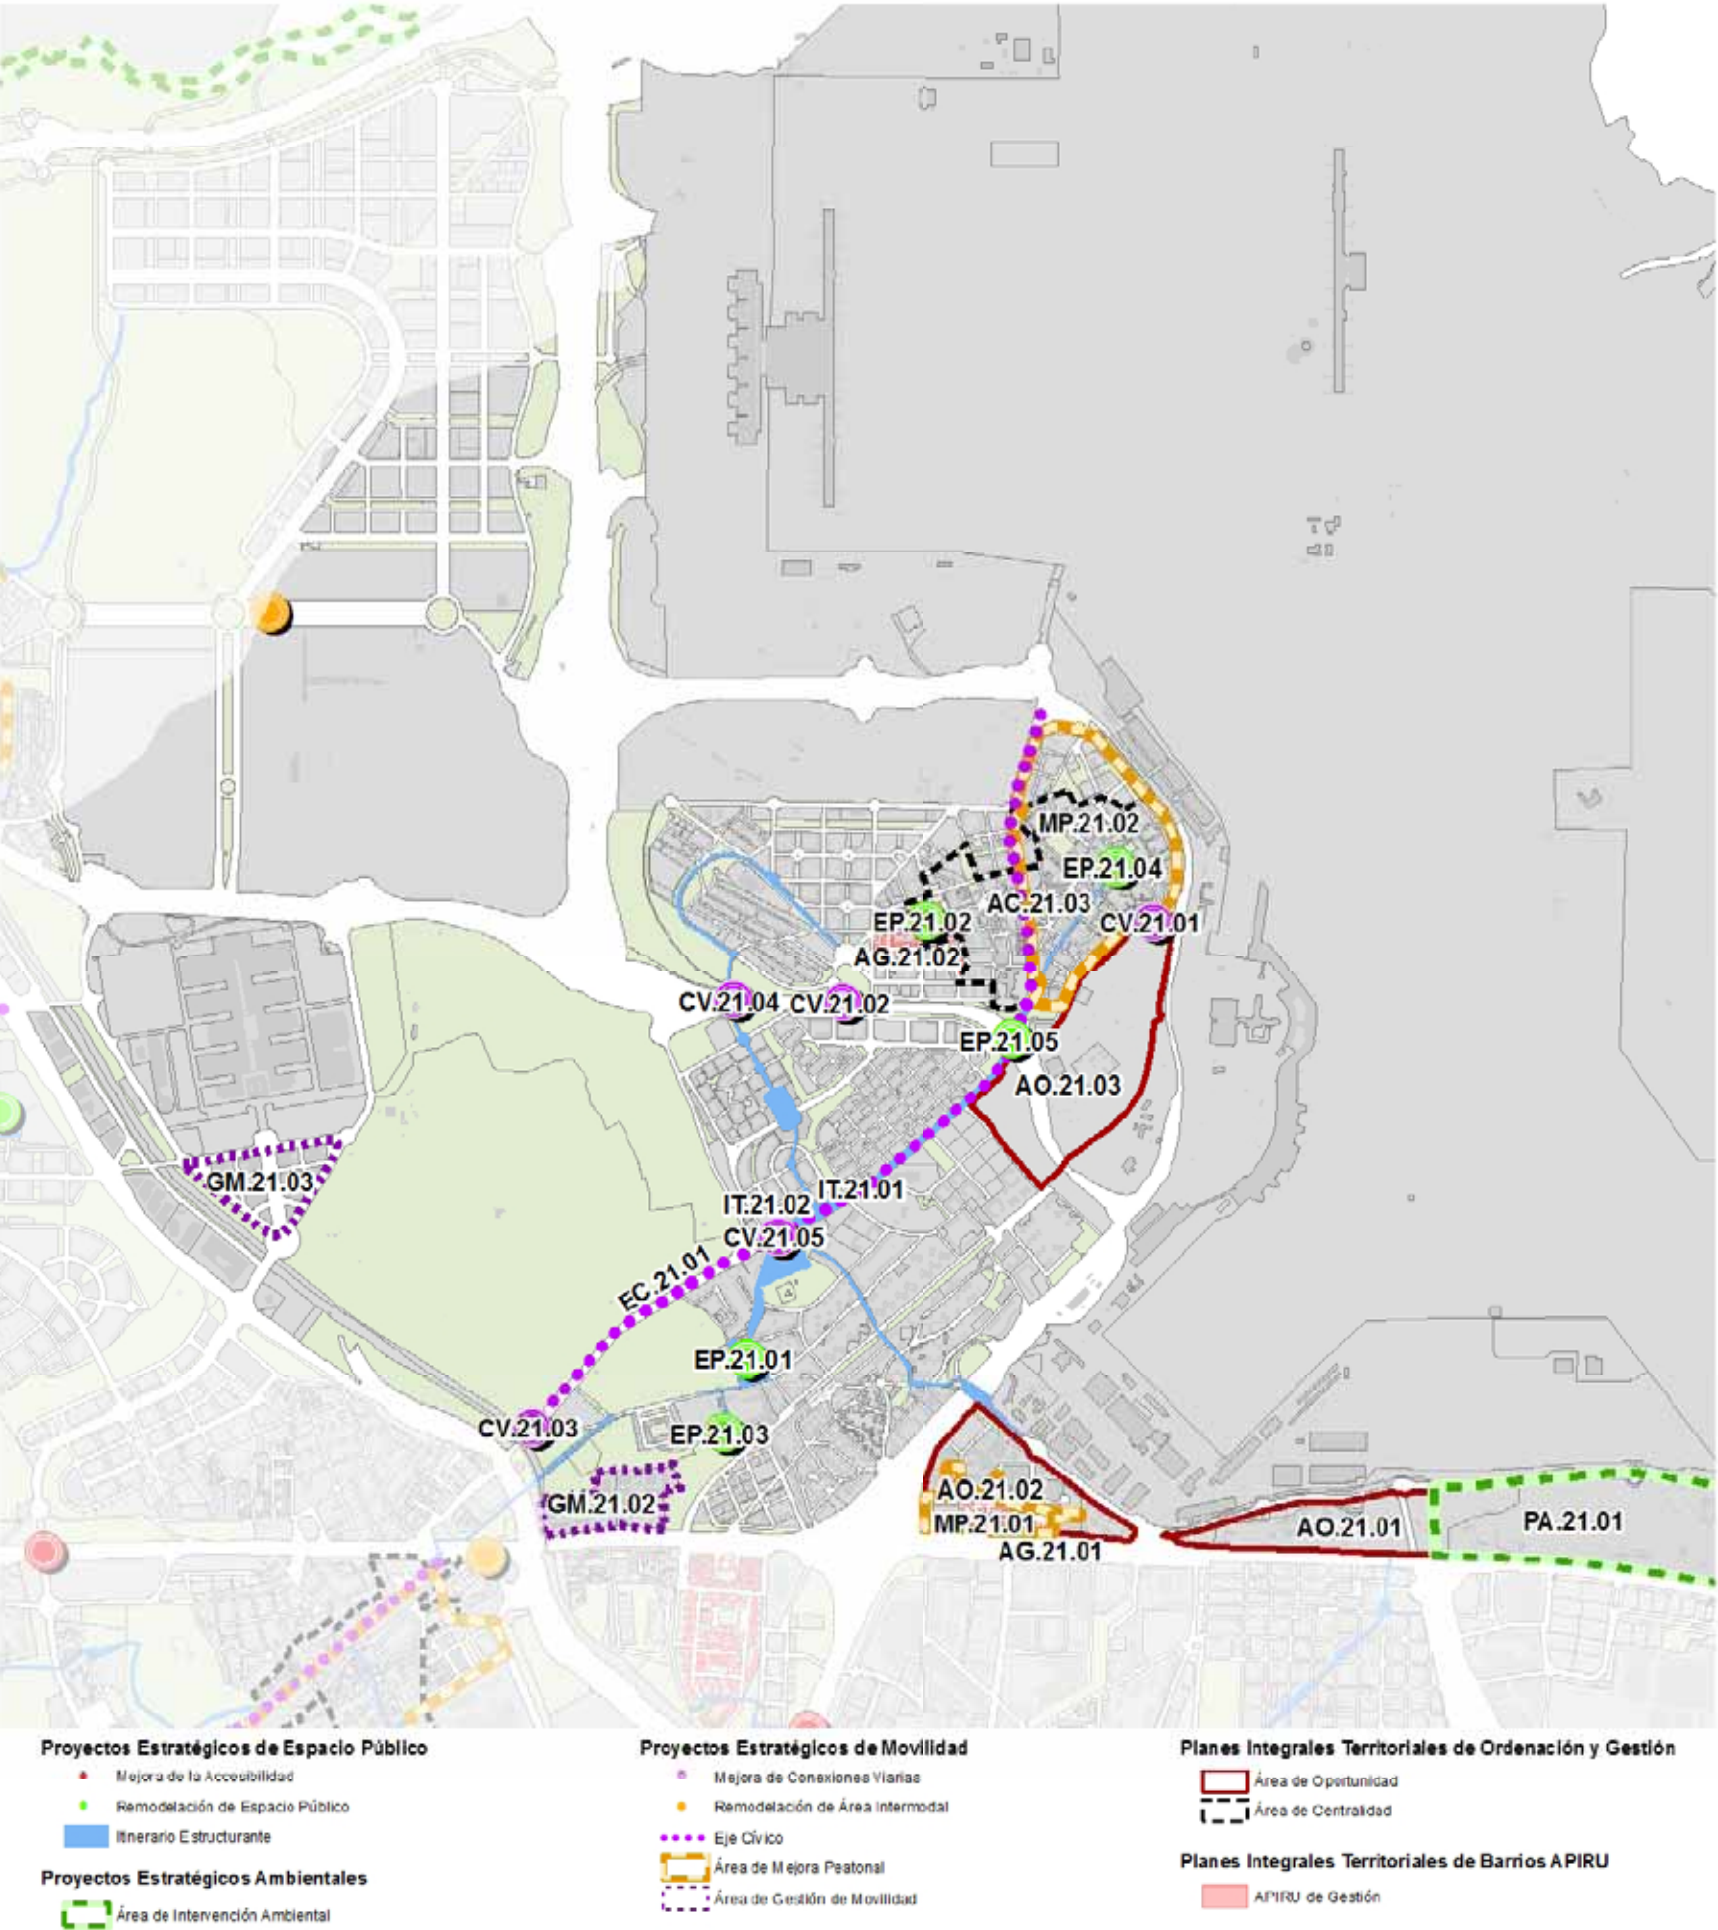 MP.21.02
EP.21.04
AC.21.03
EP.21.02
CV.21.01
AG.21.02
CV.21.04
CV.21.02
EP.21.05
AO.21.03
GM.21.03
IT.21.01
IT.21.02
CV.21.05
EC.21.01
EP.21.01
CV.21.03
EP.21.03
GM.21.02
AO.21.02
MP.21.01
AG.21.01
AO.21.01
PA.21.01
Proyectos Estratégicos de Espacio Público
Mejora de la Accesibilidad
Remodelación de Espacio Público
Itinerario Estructurante
Proyectos Estratégicos Ambientales
Área de Intervención Ambiental
Proyectos Estratégicos de Movilidad
Mejora de Conexiones Viarias
Remodelación de Área Intermodal
Eje Cívico
Área de Mejora Peatonal
Área de Gestión de Movilidad
Planes Integrales Territoriales de Ordenación y Gestión
Área de Oportunidad
Área de Centralidad
Planes Integrales Territoriales de Barrios APIRU
APIRU de Gestión